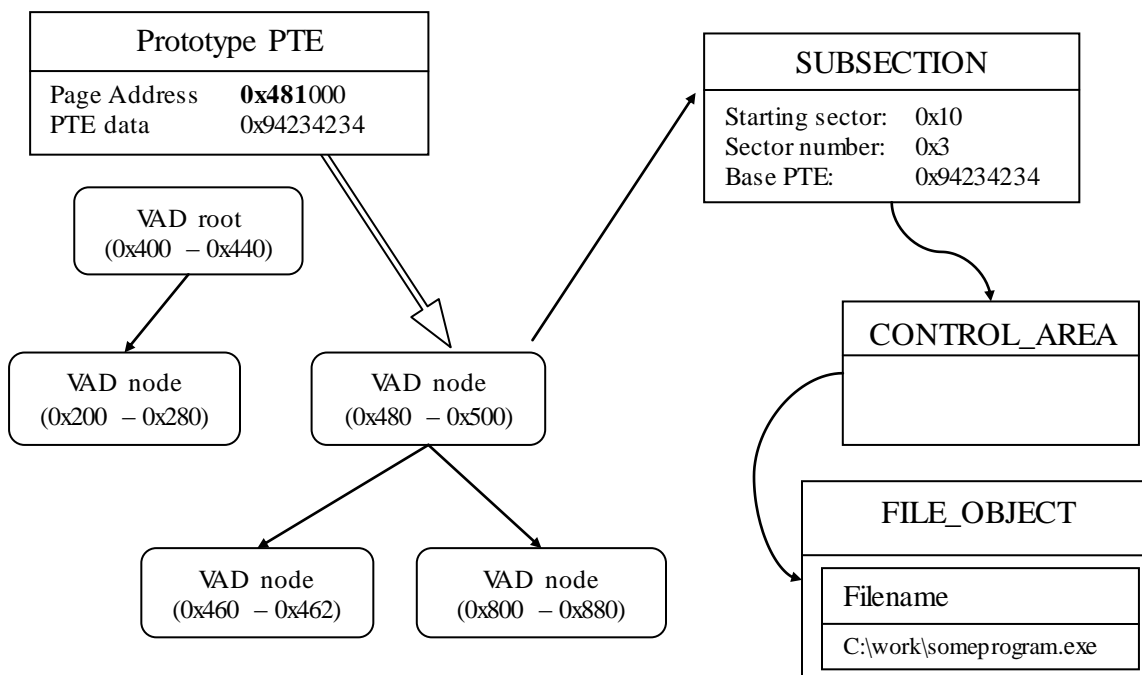 Prototype PTE
Page Address 0x481000
PTE data 0x94234234
SUBSECTION
Starting sector: 0x10
Sector number: 0x3
Base PTE: 0x94234234
VAD root
(0x400 – 0x440)
VAD node
(0x200 – 0x280)
VAD node
(0x480 – 0x500)
CONTROL_AREA
VAD node
(0x460 – 0x462)
VAD node
(0x800 – 0x880)
FILE_OBJECT
Filename
C:\work\someprogram.exe